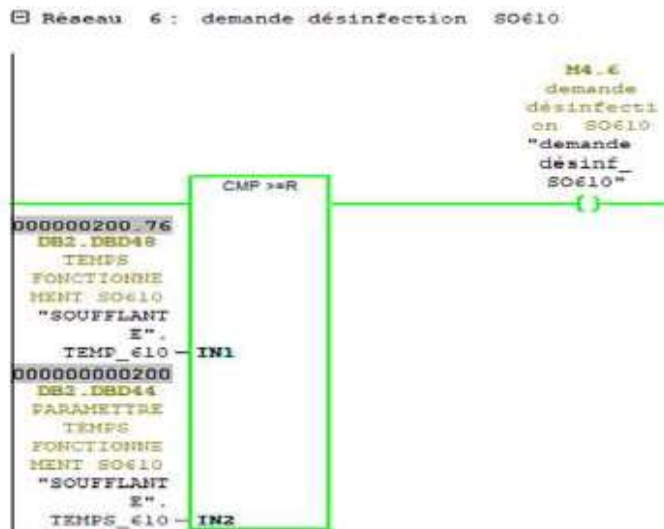 Réseau 6 : demande désinfection SO610
M4.6
demande
désinfecti
on SO610
"demande
désinf_
SO610"
CMP >=R
( )
000000200.76
DB2.DBD48
TEMPS
FONCTIONNE
MENT SO610
"SOUFFLANT
E".
TEMP_610
IN1
000000000200
DB2.DBD44
PARAMETTRE
TEMPS
FONCTIONNE
MENT SO610
"SOUFFLANT
E".
TEMPS_610
IN2